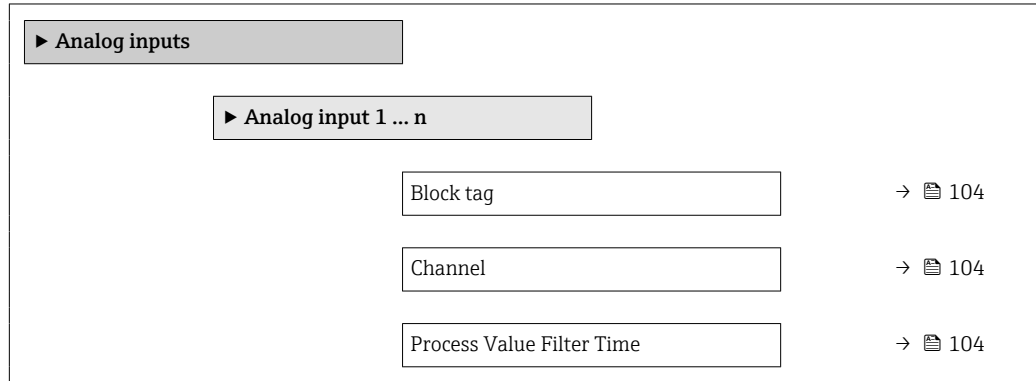 ▶ Analog inputs
▶ Analog input 1 ... n
Block tag → 104
Channel → 104
Process Value Filter Time → 104